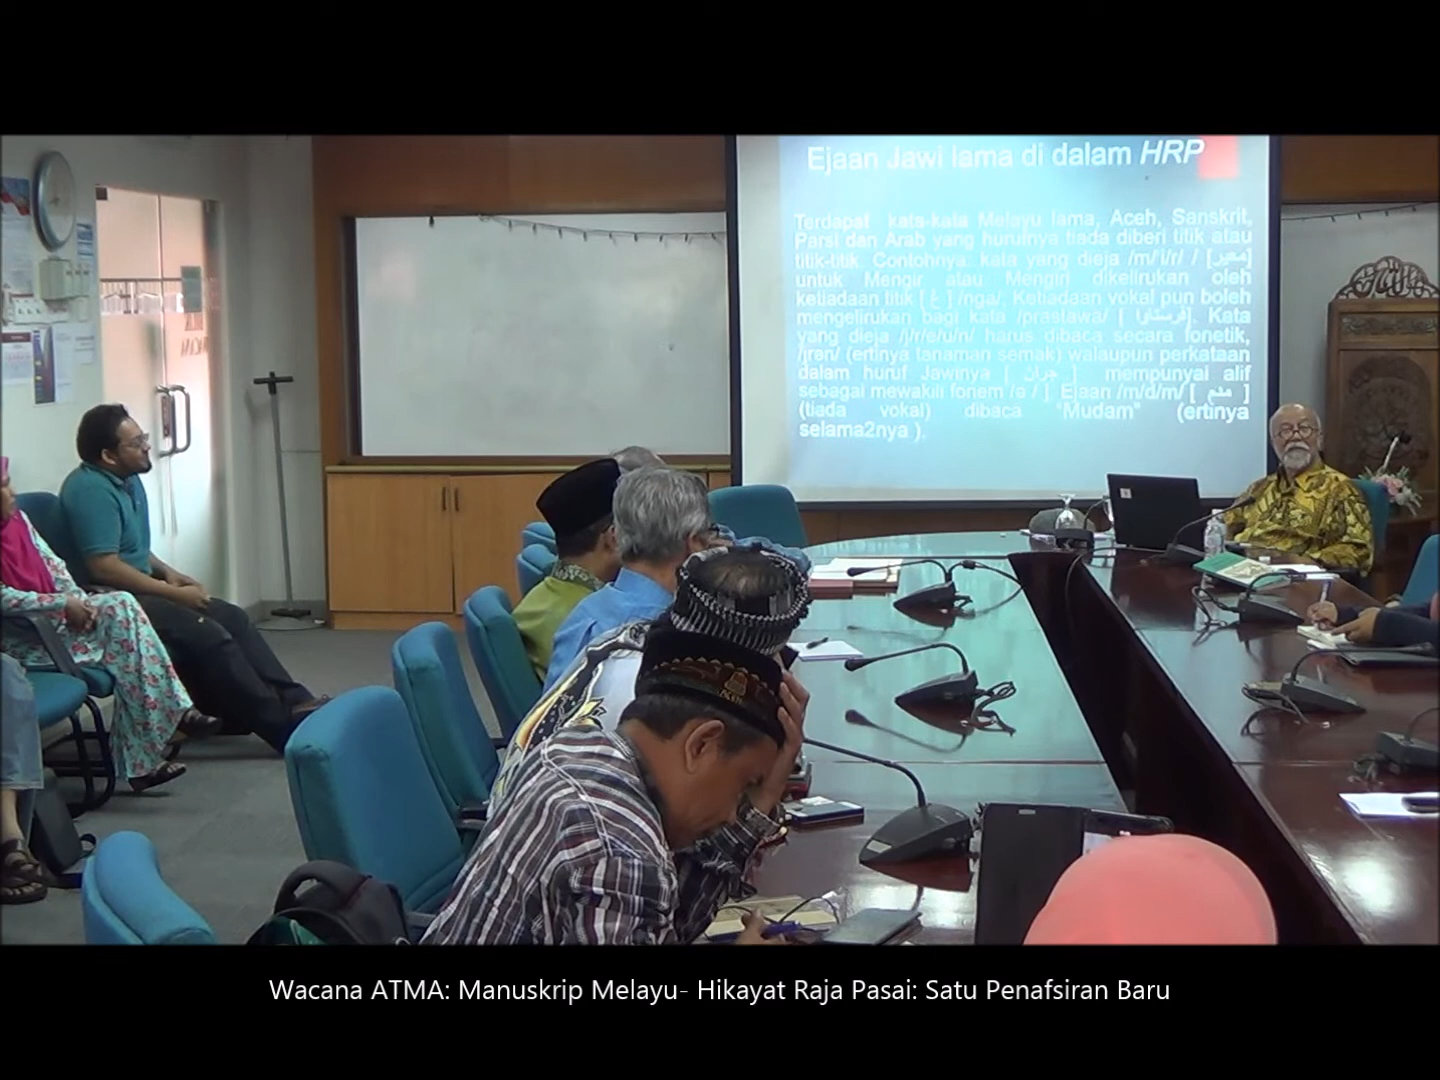 Ejaan Jawi lama di dalam HRP
Terdapat kata-kata Melayu lama, Aceh, Sanskrit,
Parsi dan Arab yang hurufnya tiada diberi titik atau
titik-titik. Contohnya: kata yang dieja /m/'i/r/ / [معير]
untuk Mengir atau Mengiri dikelirukan oleh
ketiadaan titik [ غ ] /nga/. Ketiadaan vokal pun boleh
mengelirukan bagi kata /prastawa/ [ فرستاوا]. Kata
yang dieja /j/r/e/u/n/ harus dibaca secara fonetik,
/jrən/ (ertinya tanaman semak) walaupun perkataan
dalam huruf Jawinya [ جران ] mempunyai alif
sebagai mewakili fonem /ə / ] Ejaan /m/d/m/ [ مدم ]
(tiada vokal) dibaca "Mudam" (ertinya
selama2nya ).
Wacana ATMA: Manuskrip Melayu- Hikayat Raja Pasai: Satu Penafsiran Baru